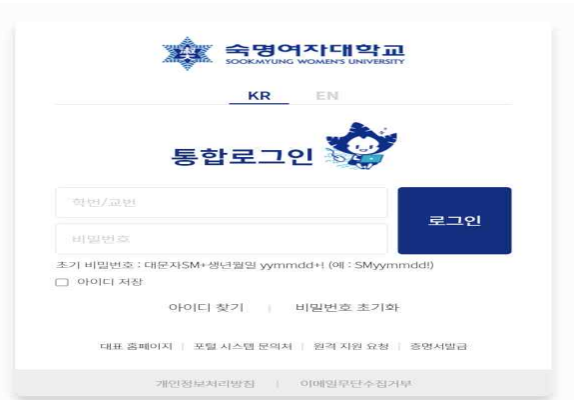 숙명여자대학교
SOOKMYUNG WOMEN'S UNIVERSITY
KR EN
통합로그인
학번/교번
로그인
비밀번호
초기 비밀번호 : 대문자SM+생년월일 yymmdd+! (예 : SMyymmdd!)
아이디 저장
아이디 찾기 | 비밀번호 초기화
대표 홈페이지 | 포털 시스템 문의처 | 원격 지원 요청 | 증명서발급
개인정보처리방침 | 이메일무단수집거부